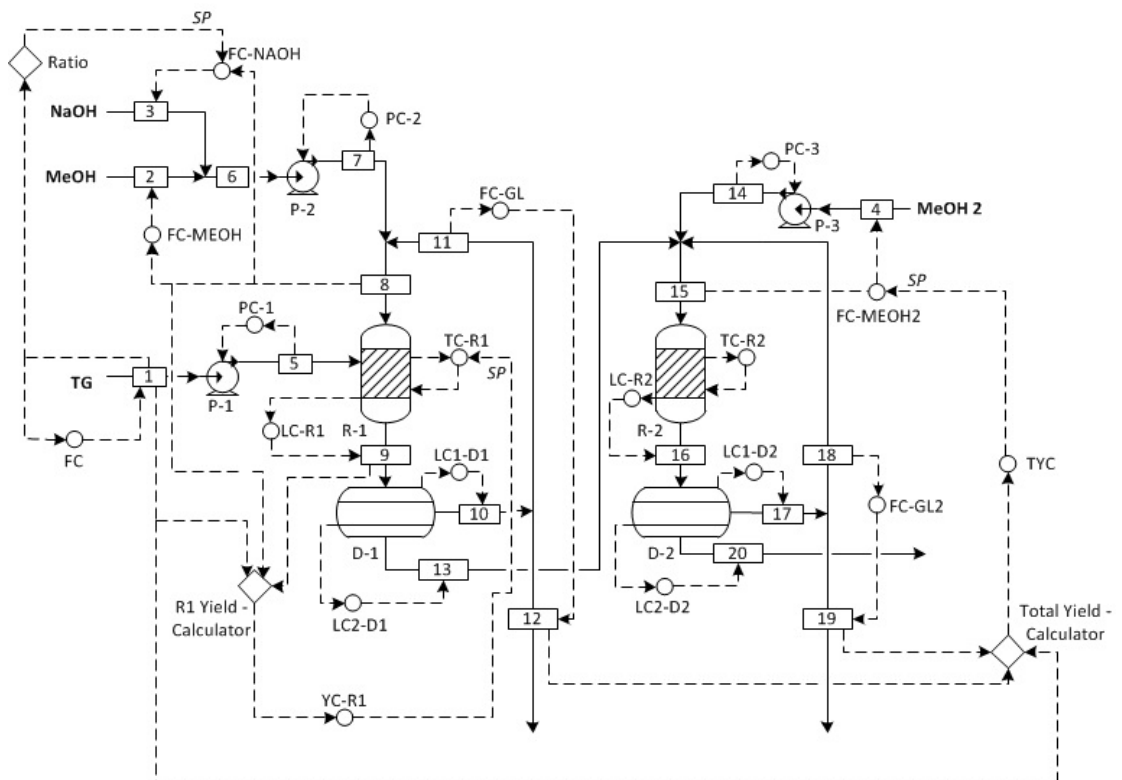 SP
Ratio
FC-NAOH
NaOH
3
PC-2
7
MeOH
2
6
P-2
PC-3
14
4
MeOH 2
P-3
FC-GL
11
FC-MEOH
8
15
SP
FC-MEOH2
PC-1
5
TC-R1
SP
TC-R2
TG
1
P-1
LC-R2
FC
LC-R1
R-1
R-2
9
LC1-D1
16
LC1-D2
18
TYC
10
17
FC-GL2
D-1
13
D-2
20
R1 Yield -
Calculator
LC2-D1
LC2-D2
12
19
Total Yield -
Calculator
YC-R1